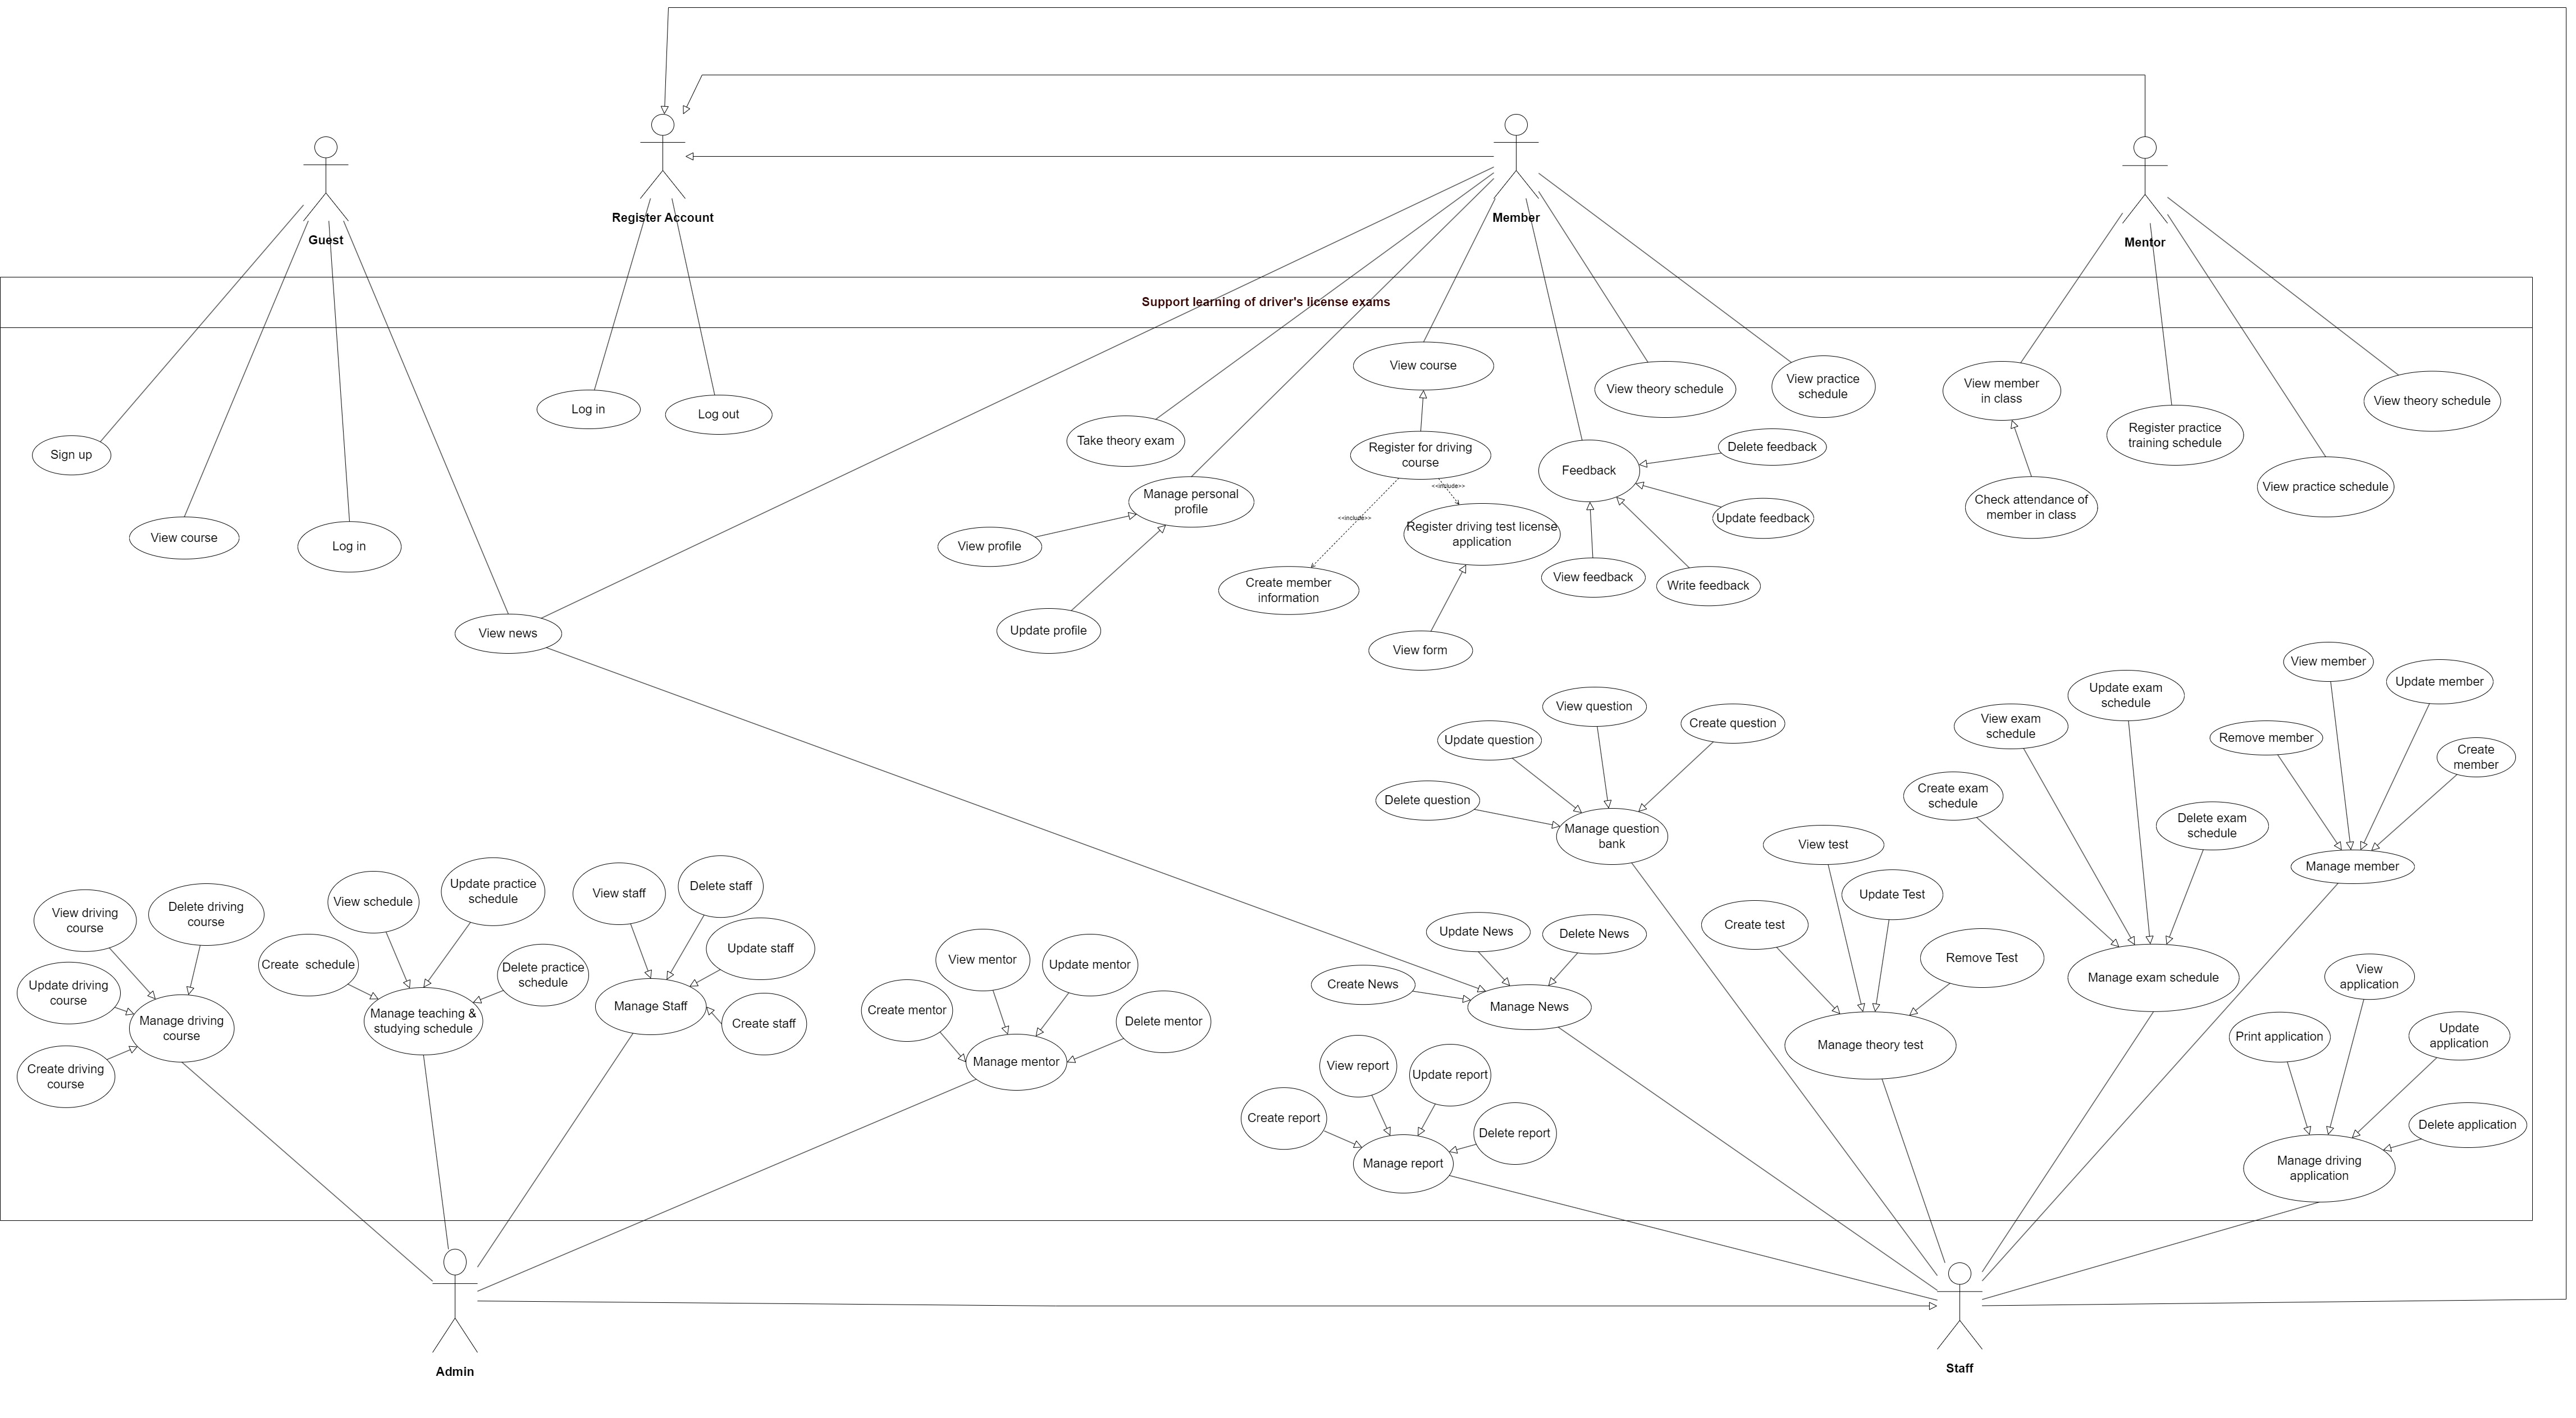 Register Account
Member
Guest
Mentor
Support learning of driver's license exams
View course
View theory schedule
View practice
schedule
View member
in class
View theory schedule
Log in
Log out
Take theory exam
Register for driving
course
Feedback
Delete feedback
Register practice
training schedule
Sign up
Manage personal
profile
<<include>>
<<include>>
View practice schedule
Check attendance of
member in class
Update feedback
Register driving test license
application
View course
Log in
View profile
View feedback
Write feedback
Create member
information
View news
Update profile
View form
View member
Update member
Update exam
schedule
View question
Create question
View exam
schedule
Update question
Remove member
Create
member
Delete question
Create exam
schedule
Delete exam
schedule
Manage question
bank
View test
Manage member
View driving
course
Delete driving
course
View schedule
Update practice
schedule
View staff
Delete staff
Update Test
Create test
Update News
Delete News
Update staff
Create  schedule
Delete practice
schedule
View mentor
Update mentor
Remove Test
Manage exam schedule
View
application
Update driving
course
Create News
Manage News
Manage Staff
Manage driving
course
Manage teaching &
studying schedule
Create staff
Create mentor
Delete mentor
Manage theory test
Print application
Update
application
Manage mentor
View report
Update report
Create driving
course
Create report
Delete report
Delete application
Manage report
Manage driving
application
Admin
Staff